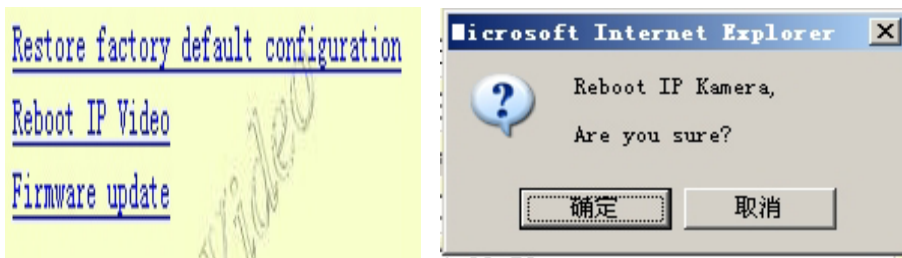 Restore factory default configuration
Reboot IP Video
Firmware update
Microsoft Internet Explorer
Reboot IP Kamera,
Are you sure?
确定
取消